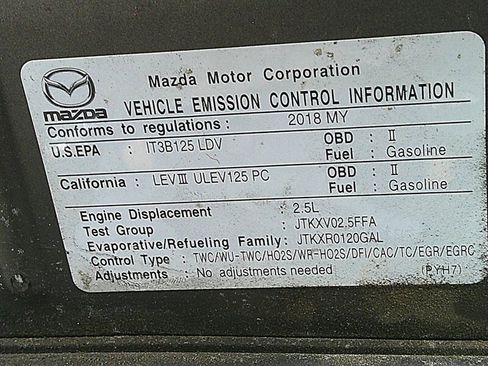 Mazda Motor Corporation
mazda
VEHICLE EMISSION CONTROL INFORMATION
Conforms to regulations : 2018 MY
U.S.EPA : IT3B125 LDV OBD : II
Fuel : Gasoline
California : LEVIII ULEV125 PC OBD : II
Fuel : Gasoline
Engine Displacement : 2.5L
Test Group : JTKXV02.5FFA
Evaporative/Refueling Family: JTKXR0120GAL
Control Type : TWC/WU-TWC/HO2S/WR-HO2S/DFI/CAC/TC/EGR/EGRC
Adjustments : No adjustments needed (PYH7)